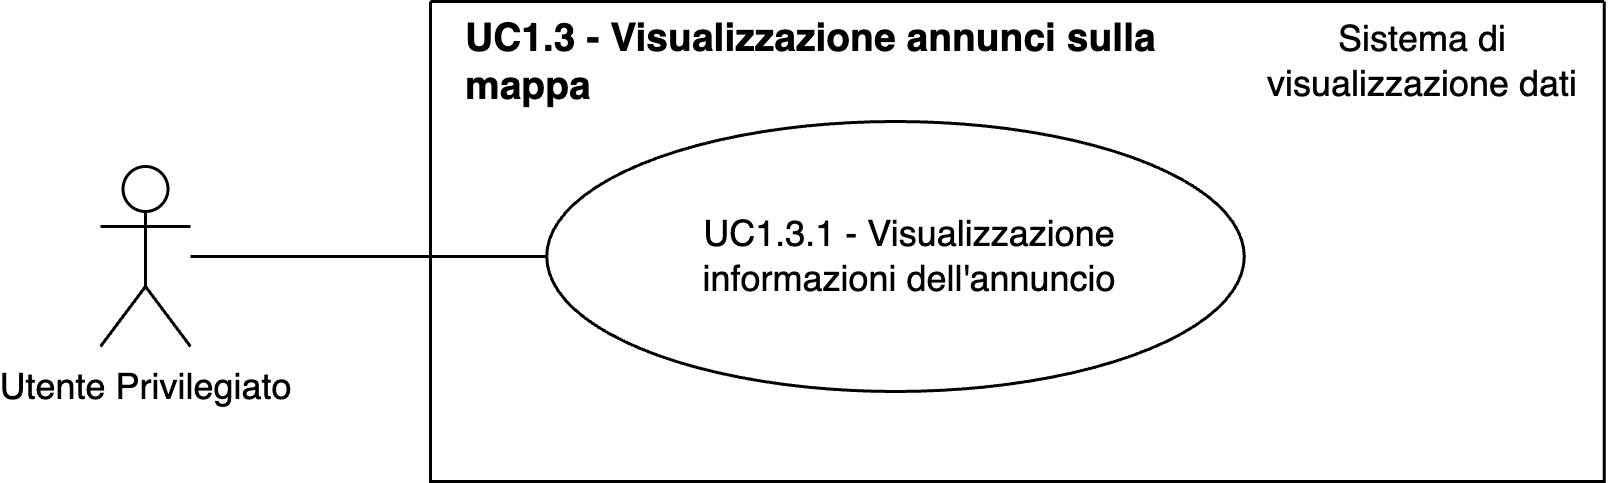 UC1.3 - Visualizzazione annunci sulla
mappa
Sistema di
visualizzazione dati
UC1.3.1 - Visualizzazione
informazioni dell'annuncio
Utente Privilegiato